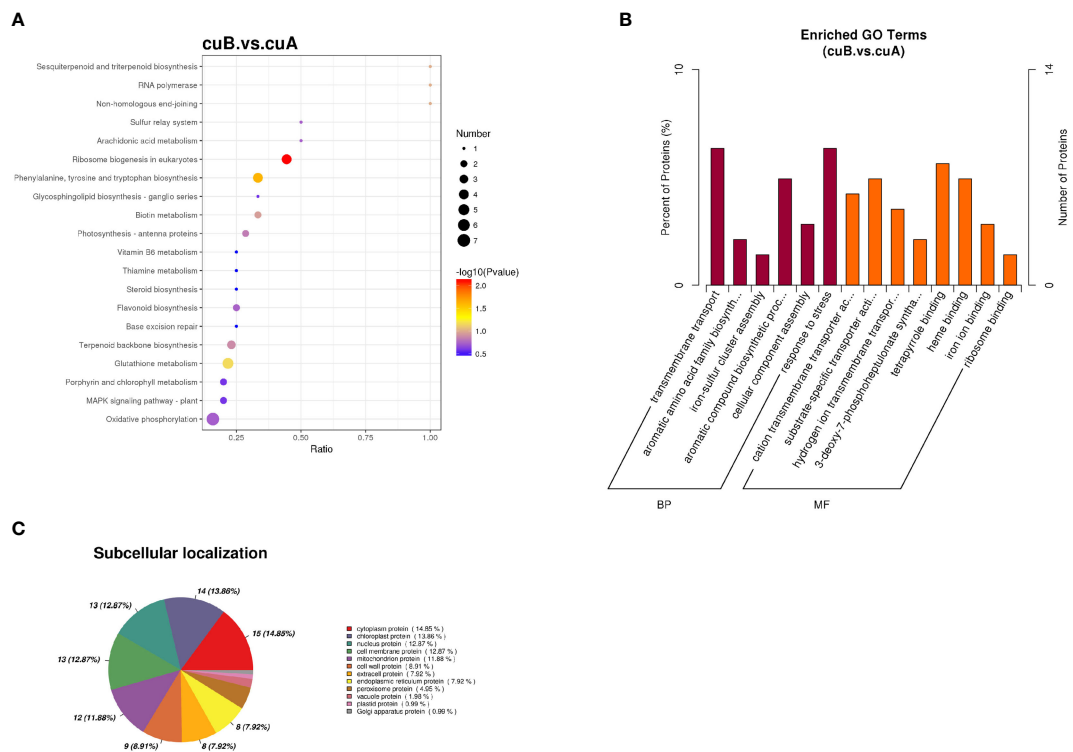 A
cuB.vs.cuA
Sesquiterpenoid and triterpenoid biosynthesis
RNA polymerase
Non-homologous end-joining
Sulfur relay system
Arachidonic acid metabolism
Ribosome biogenesis in eukaryotes
Phenylalanine, tyrosine and tryptophan biosynthesis
Glycosphingolipid biosynthesis - ganglio series
Biotin metabolism
Photosynthesis - antenna proteins
Vitamin B6 metabolism
Thiamine metabolism
Steroid biosynthesis
Flavonoid biosynthesis
Base excision repair
Terpenoid backbone biosynthesis
Glutathione metabolism
Porphyrin and chlorophyll metabolism
MAPK signaling pathway - plant
Oxidative phosphorylation
0.25
0.50
0.75
1.00
Ratio
Number
1
2
3
4
5
6
7
-log10(Pvalue)
2.0
1.5
1.0
0.5
B
Enriched GO Terms
(cuB.vs.cuA)
Percent of Proteins (%)
10
0
14
0
Number of Proteins
transmembrane transport
aromatic amino acid family biosynth...
iron-sulfur cluster assembly
aromatic compound biosynthetic proc...
cellular component assembly
response to stress
cation transmembrane transporter ac...
substrate-specific transporter acti...
hydrogen ion transmembrane transpor...
3-deoxy-7-phosphoheptulonate syntha...
tetrapyrrole binding
heme binding
iron ion binding
ribosome binding
BP
MF
C
Subcellular localization
14 (13.86%)
13 (12.87%)
15 (14.85%)
13 (12.87%)
12 (11.88%)
9 (8.91%)
8 (7.92%)
8 (7.92%)
cytoplasm protein ( 14.85 % )
chloroplast protein ( 13.86 % )
nucleus protein ( 12.87 % )
cell membrane protein ( 12.87 % )
mitochondrion protein ( 11.88 % )
cell wall protein ( 8.91 % )
extracell protein ( 7.92 % )
endoplasmic reticulum protein ( 7.92 % )
peroxisome protein ( 4.95 % )
vacuole protein ( 1.98 % )
plastid protein ( 0.99 % )
Golgi apparatus protein ( 0.99 % )